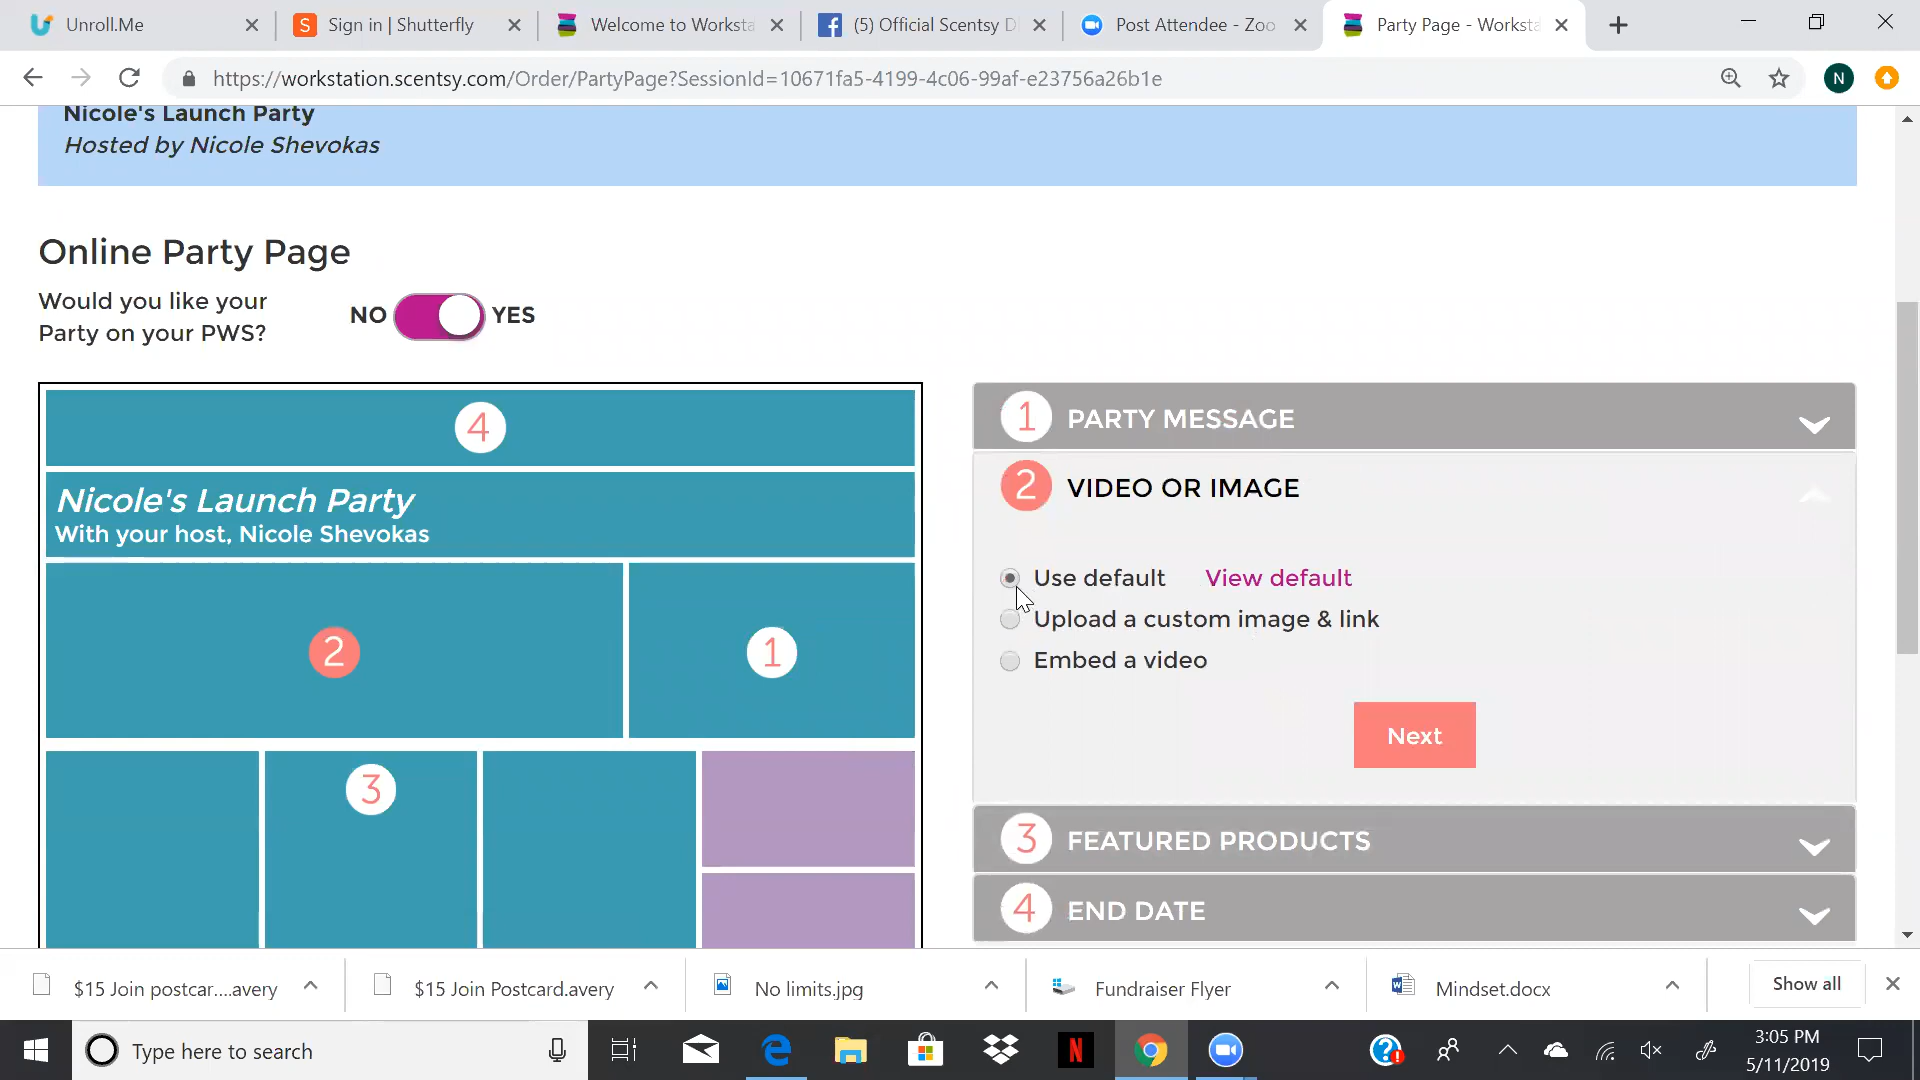 Unroll.Me
Sign in | Shutterfly
Welcome to Worksta
(5) Official Scentsy D
Post Attendee - Zoo
Party Page - Worksta
https://workstation.scentsy.com/Order/PartyPage?SessionId=10671fa5-4199-4c06-99af-e23756a26b1e
N
Nicole's Launch Party
Hosted by Nicole Shevokas
Online Party Page
Would you like your
Party on your PWS?
NO
YES
4
Nicole's Launch Party
With your host, Nicole Shevokas
2
1
3
1 PARTY MESSAGE
2 VIDEO OR IMAGE
Use default View default
Upload a custom image & link
Embed a video
Next
3 FEATURED PRODUCTS
4 END DATE
$15 Join postcar....avery
$15 Join Postcard.avery
No limits.jpg
Fundraiser Flyer
Mindset.docx
Show all
Type here to search
3:05 PM
5/11/2019